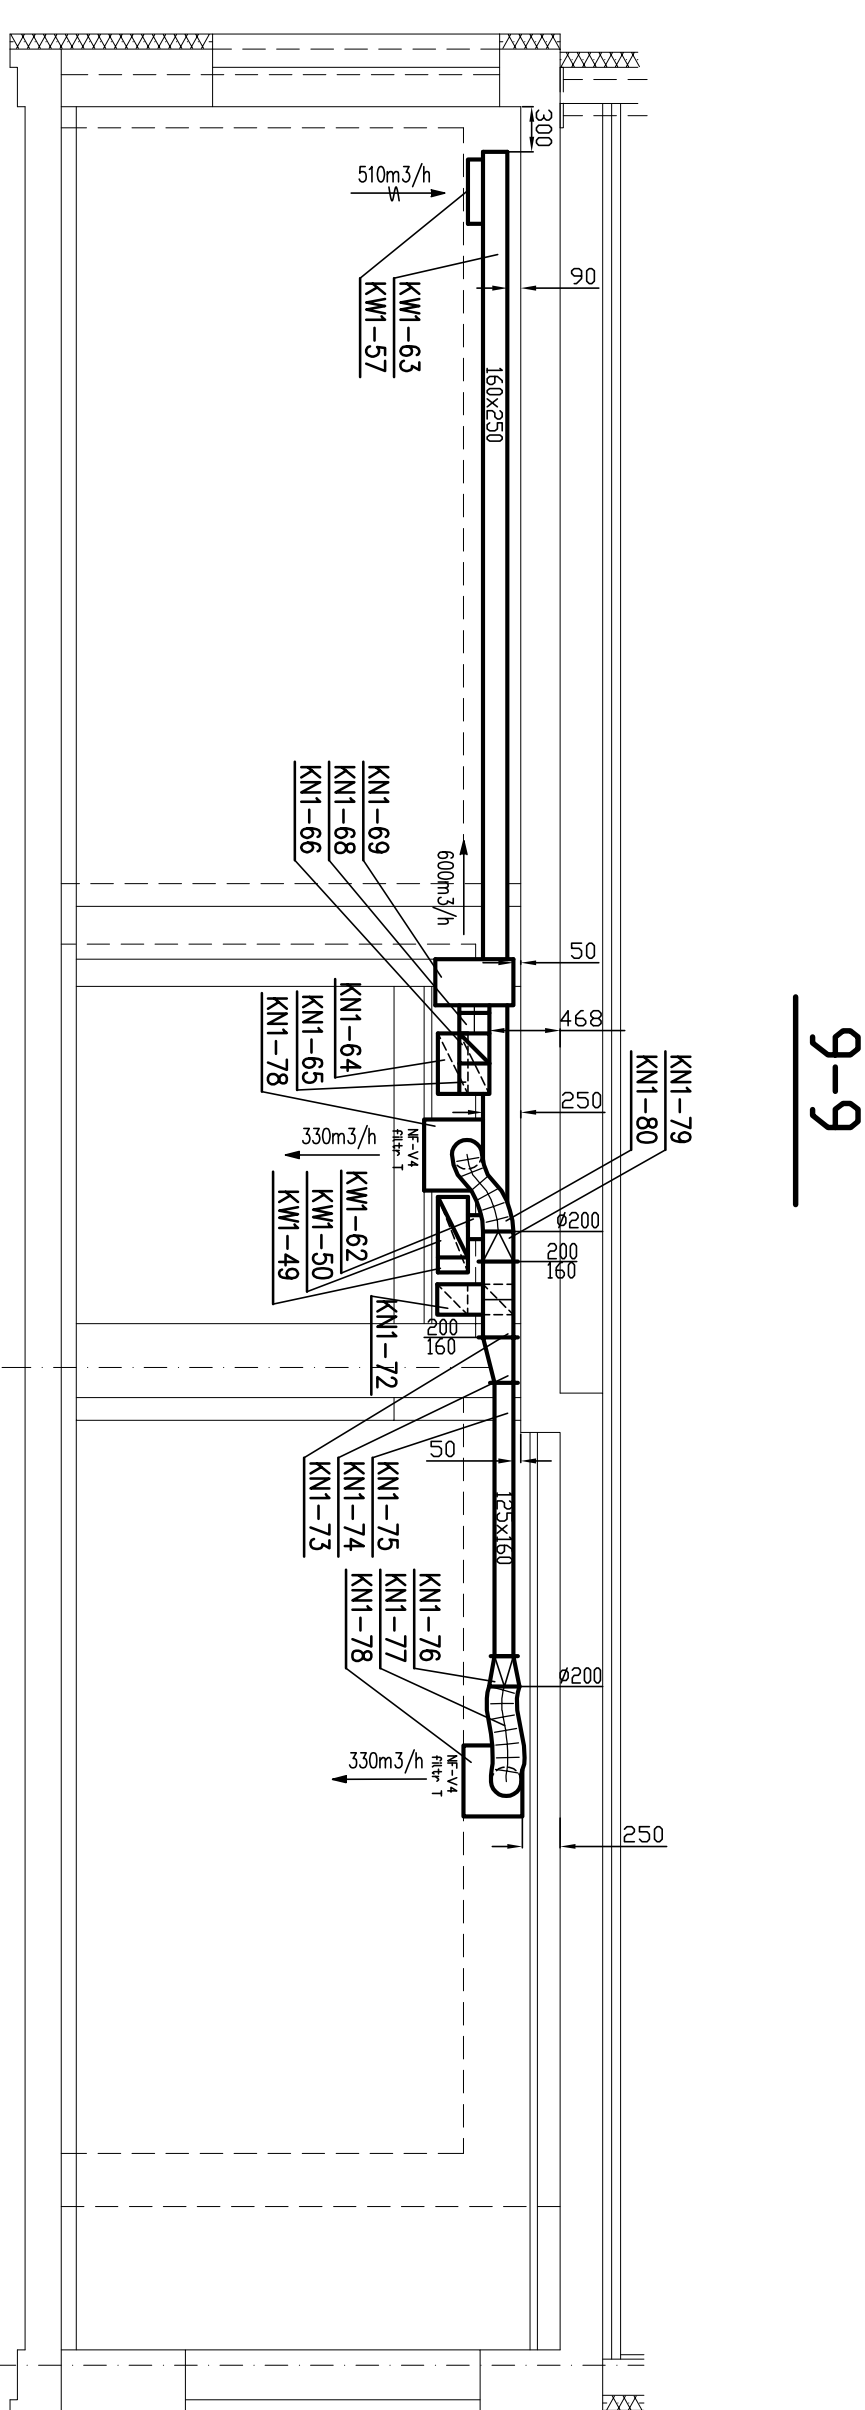 9-9
300
510m3/h
90
KW1-63
KW1-57
160x250
KN1-69
KN1-68
KN1-66
600m3/h
50
468
KN1-64
KN1-65
KN1-78
250
KN1-79
KN1-80
330m3/h
NF-V4
filtr T
ø200
200
160
KW1-62
KW1-50
KW1-49
KN1-72
200
160
50
KN1-75
KN1-74
KN1-73
125x160
KN1-76
KN1-77
KN1-78
ø200
330m3/h
NF-V4
filtr T
250